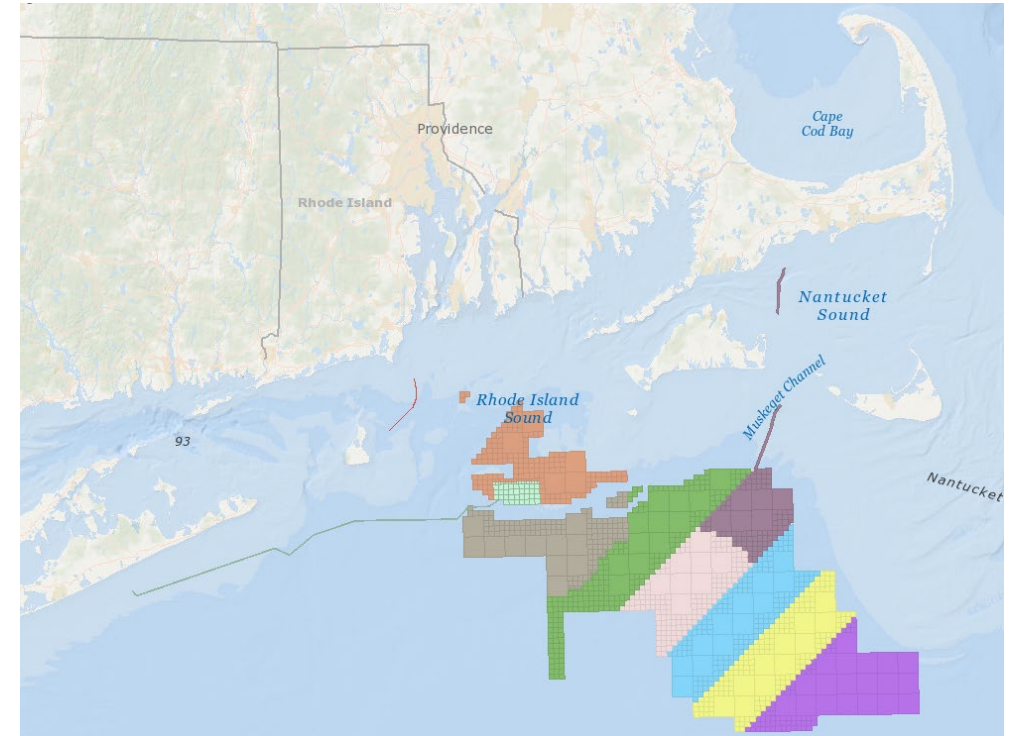 Cape
Cod Bay
Providence
Rhode Island
Nantucket
Sound
Muskeget Channel
Rhode Island
Sound
93
Nantucket